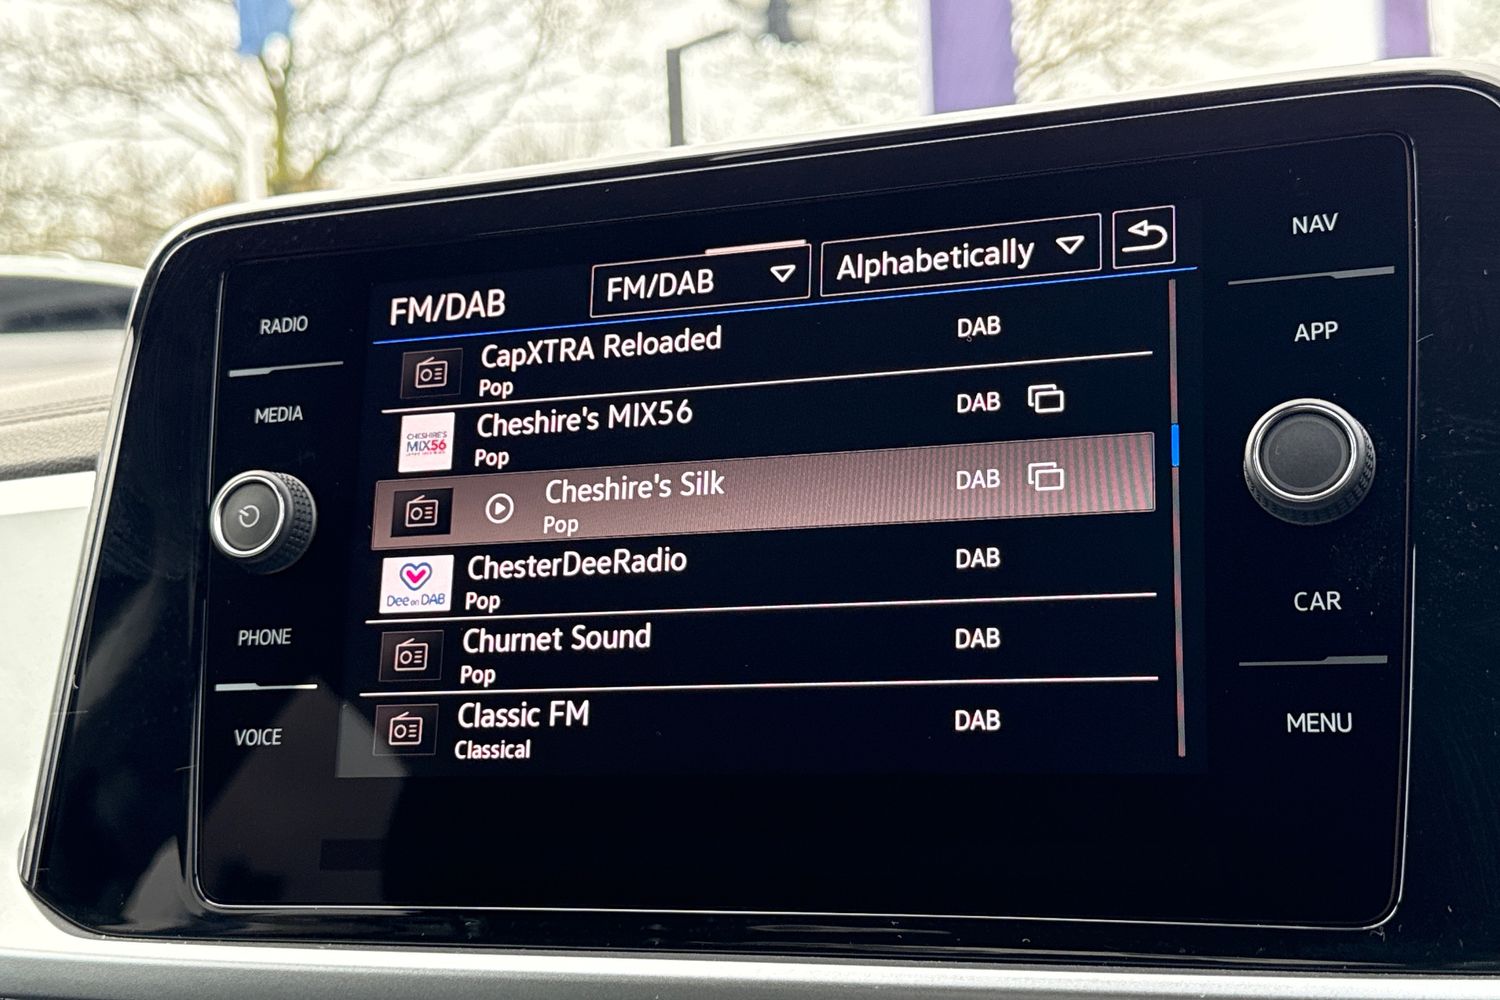 NAV
RADIO
FM/DAB
FM/DAB
Alphabetically
APP
MEDIA
CapXTRA Reloaded
DAB
Pop
CHESHIRE'S
MIX56
Cheshire's MIX56
DAB
Pop
Cheshire's Silk
DAB
Pop
Dee on DAB
ChesterDeeRadio
DAB
Pop
CAR
PHONE
Churnet Sound
DAB
Pop
VOICE
Classic FM
DAB
Classical
MENU